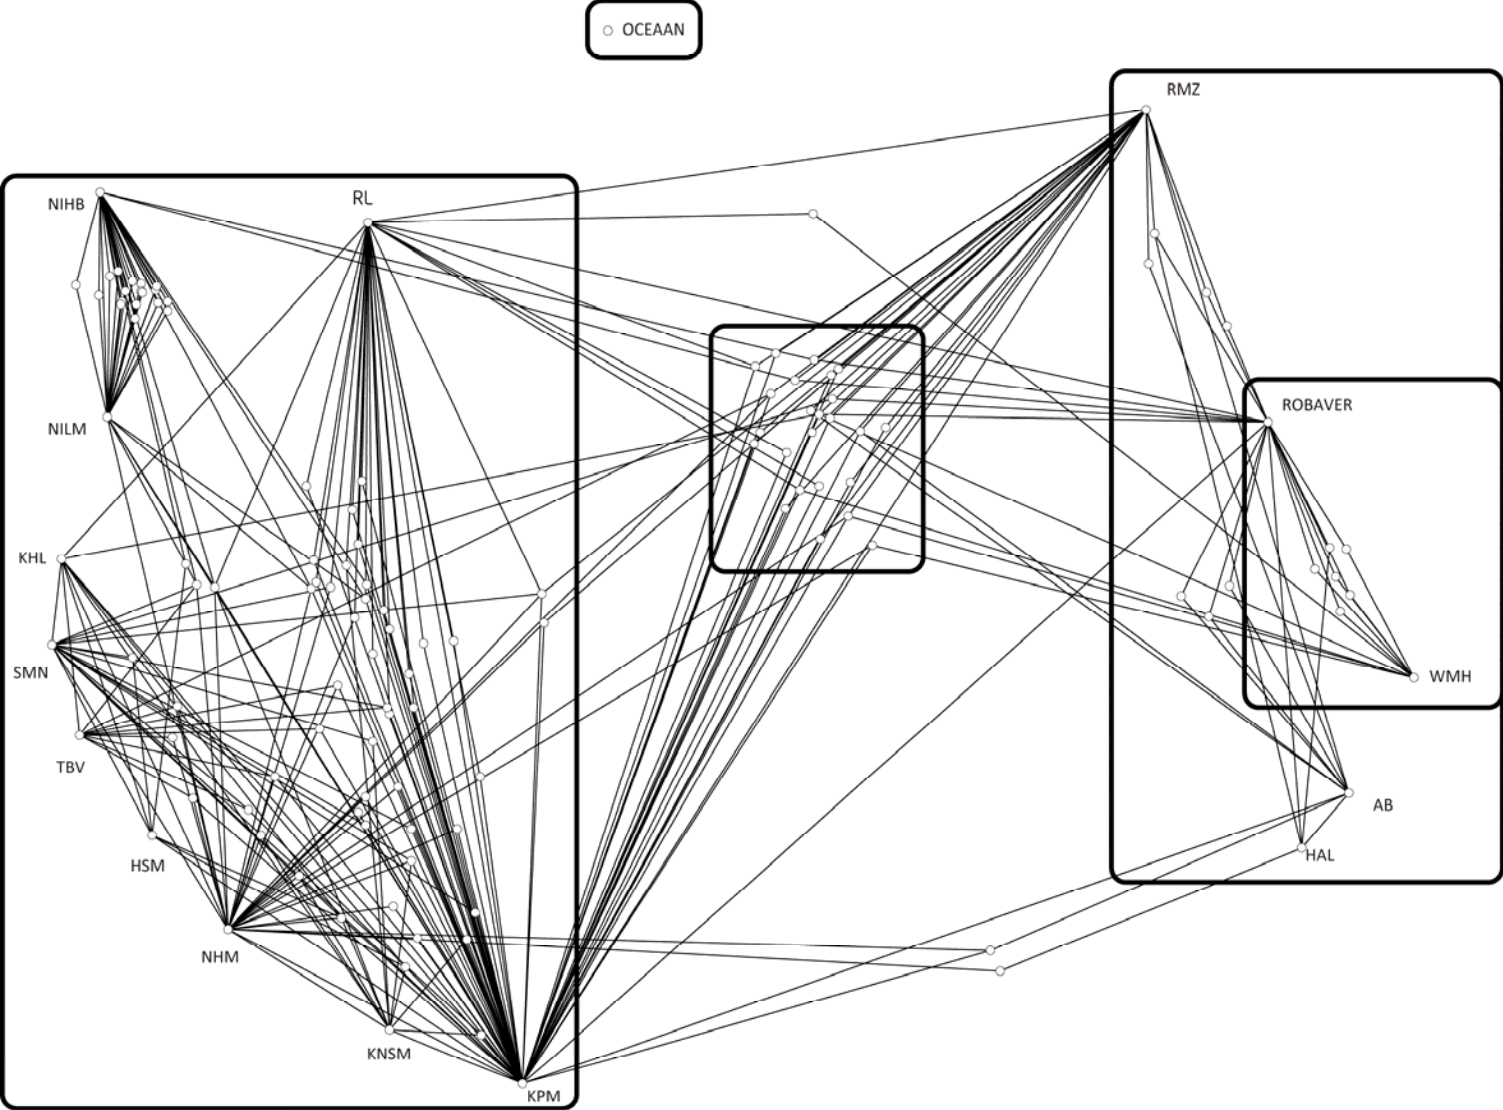 OCEAAN
RMZ
NIHB
RL
ROBAVER
NILM
KHL
SMN
WMH
TBV
AB
HSM
HAL
NHM
KNSM
KPM